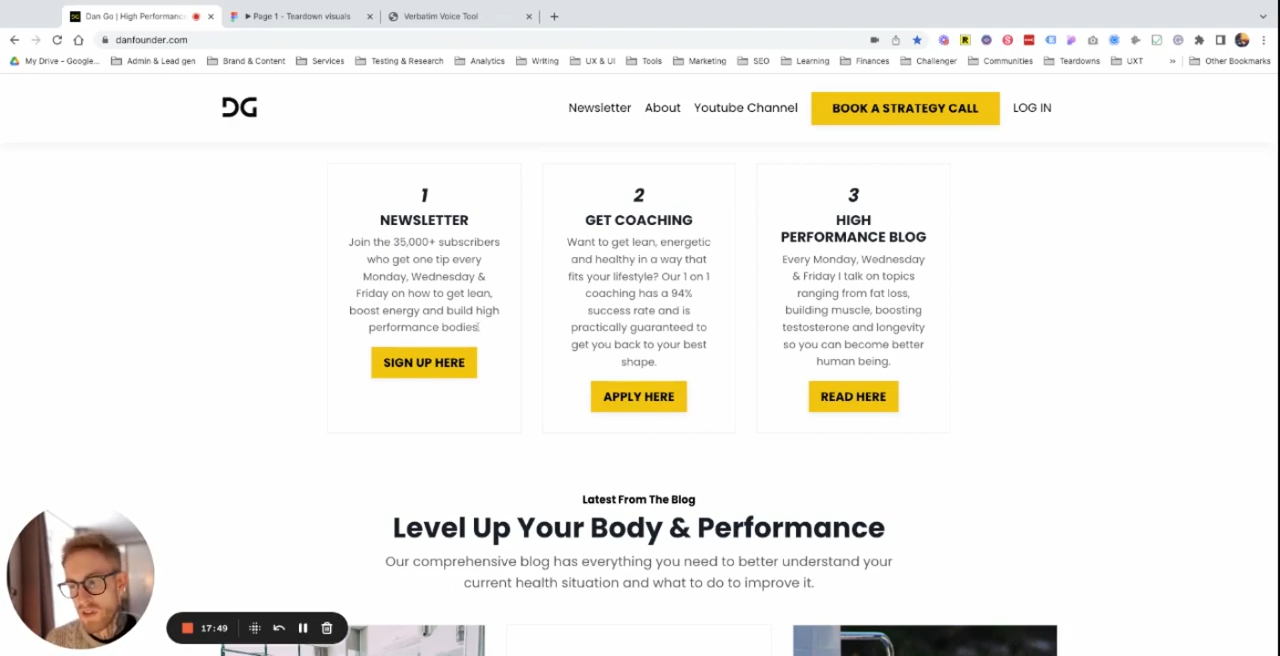 Dan Go | High Performance
Page 1 - Teardown visuals
Verbatim Voice Tool
danfounder.com
My Drive - Google...
Admin & Lead gen
Brand & Content
Services
Testing & Research
Analytics
Writing
UX & UI
Tools
Marketing
SEO
Learning
Finances
Challenger
Communities
Teardowns
UXT
»
Other Bookmarks
DG
Newsletter
About
Youtube Channel
BOOK A STRATEGY CALL
LOG IN
1
NEWSLETTER
Join the 35,000+ subscribers
who get one tip every
Monday, Wednesday &
Friday on how to get lean,
boost energy and build high
performance bodies.
SIGN UP HERE
2
GET COACHING
Want to get lean, energetic
and healthy in a way that
fits your lifestyle? Our 1 on 1
coaching has a 94%
success rate and is
practically guaranteed to
get you back to your best
shape.
APPLY HERE
3
HIGH
PERFORMANCE BLOG
Every Monday, Wednesday
& Friday I talk on topics
ranging from fat loss,
building muscle, boosting
testosterone and longevity
so you can become better
human being.
READ HERE
Latest From The Blog
Level Up Your Body & Performance
Our comprehensive blog has everything you need to better understand your
current health situation and what to do to improve it.
17:49